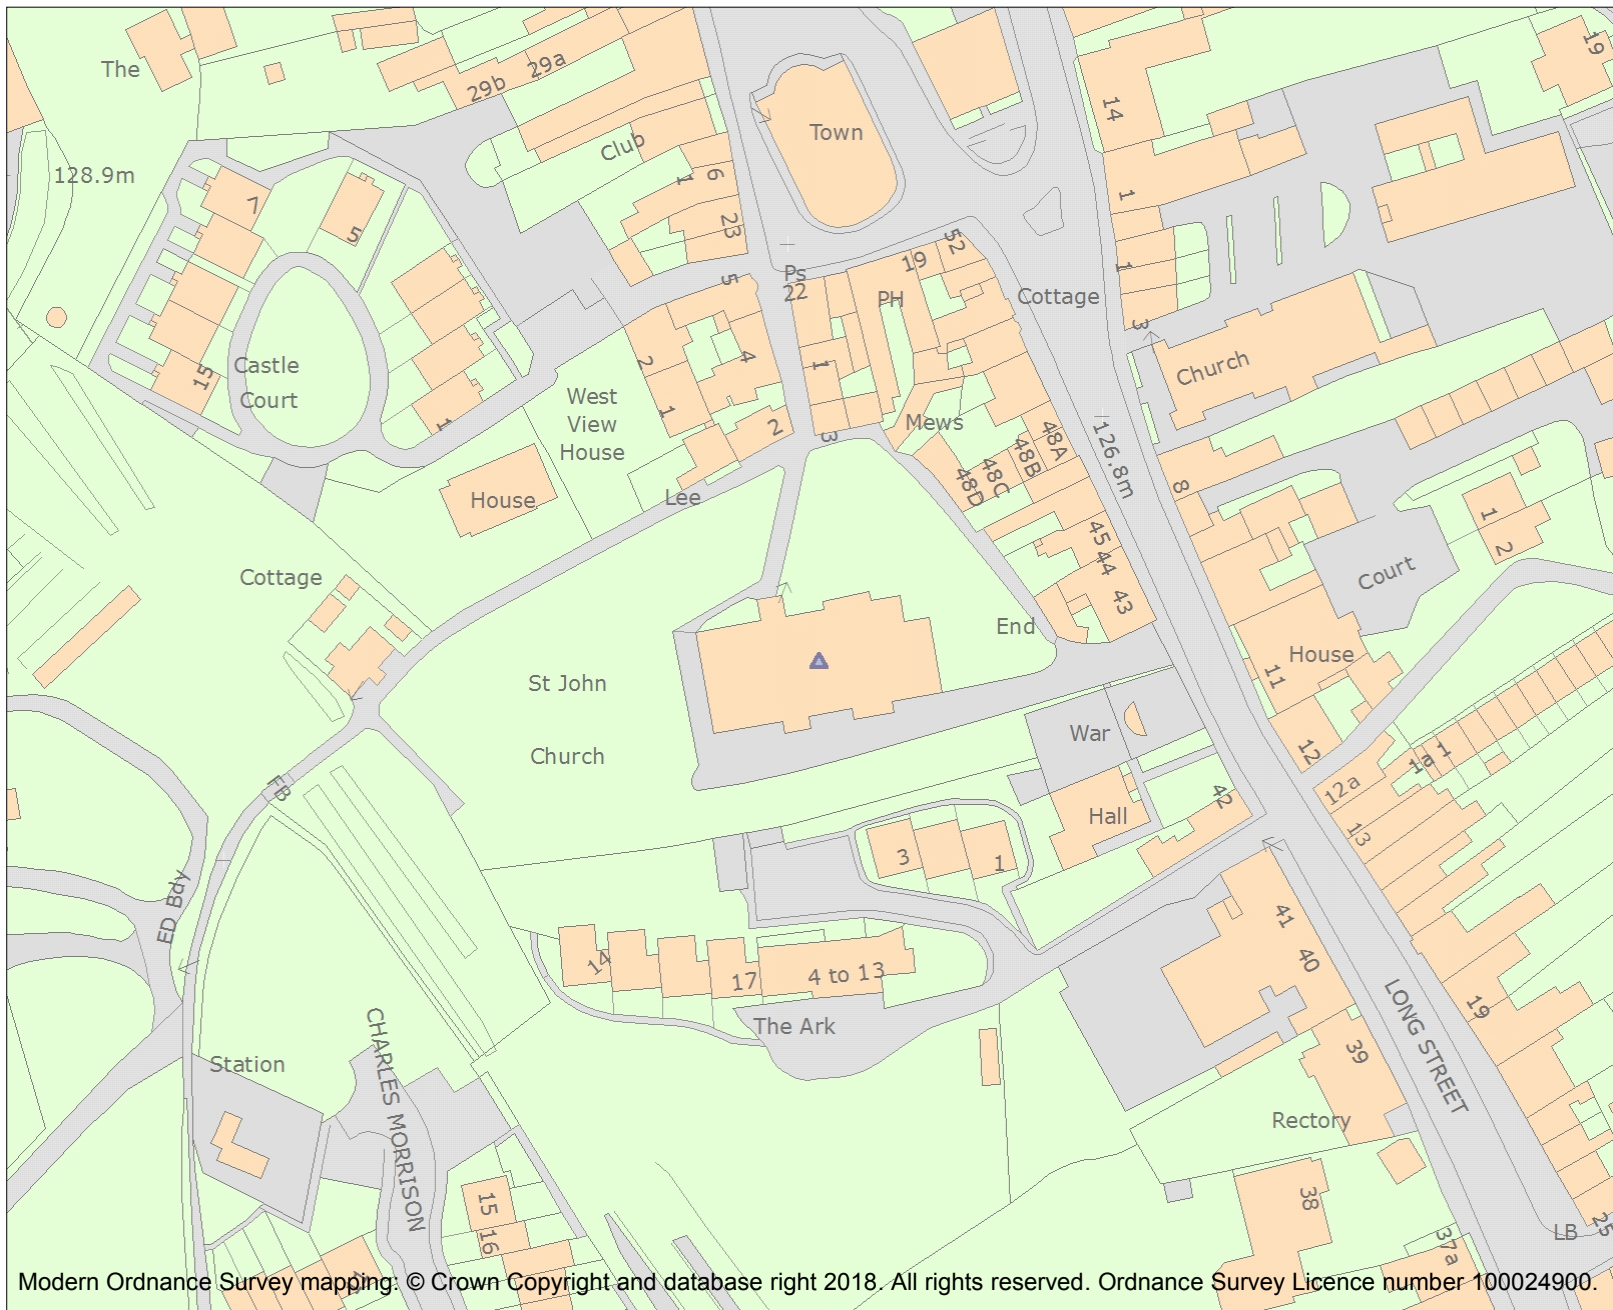 The
29b
29a
Club
Town
14
19
128.9m
7
5
1
6
23
1
52
19
Ps
22
5
PH
Cottage
1
3
Church
Castle
Court
15
1
2
1
4
2
1
3
West
View
House
House
Lee
Mews
48A
48B
48C
48D
126.8m
8
1
2
Court
45
44
43
Cottage
End
House
11
St John
Church
War
12
12a
1a
1
13
FB
Hall
42
3
1
ED Bdy
14
17
4 to 13
The Ark
41
40
39
19
LONG STREET
Station
CHARLES MORRISON
Rectory
15
16
38
37a
LB
25
Modern Ordnance Survey mapping: © Crown Copyright and database right 2018. All rights reserved. Ordnance Survey Licence number 100024900.